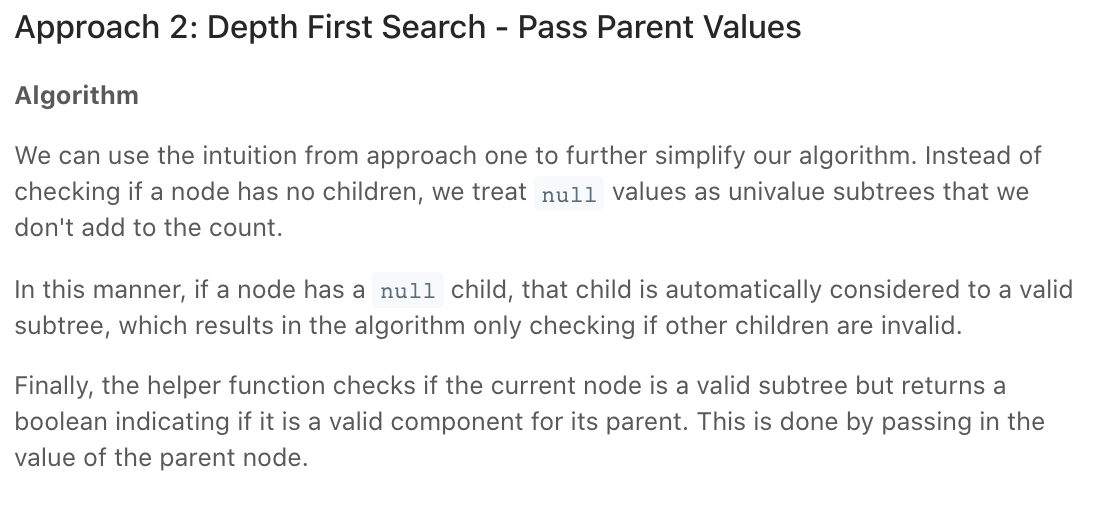 Approach 2: Depth First Search - Pass Parent Values
Algorithm
We can use the intuition from approach one to further simplify our algorithm. Instead of
checking if a node has no children, we treat null values as univalue subtrees that we
don't add to the count.
In this manner, if a node has a null child, that child is automatically considered to a valid
subtree, which results in the algorithm only checking if other children are invalid.
Finally, the helper function checks if the current node is a valid subtree but returns a
boolean indicating if it is a valid component for its parent. This is done by passing in the
value of the parent node.